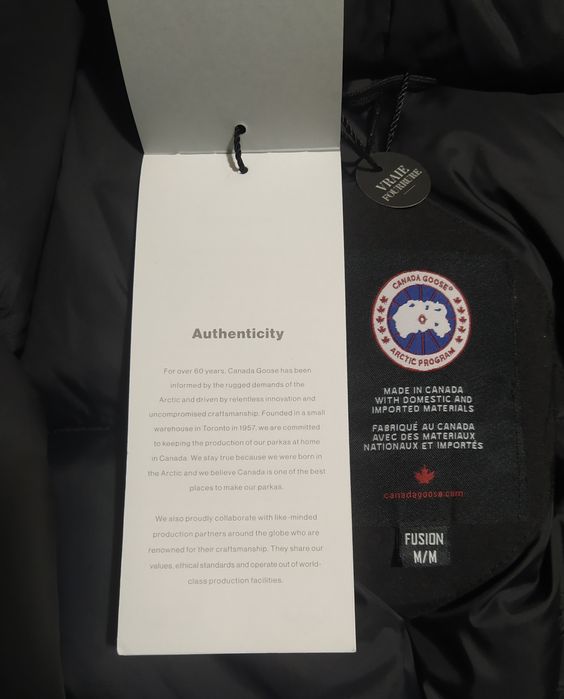 Authenticity
For over 60 years, Canada Goose has been
informed by the rugged demands of the
Arctic and driven by relentless innovation and
uncompromised craftsmanship. Founded in a small
warehouse in Toronto in 1957, we are committed
to keeping the production of our parkas at home
in Canada. We stay true because we were born in
the Arctic and we believe Canada is one of the best
places to make our parkas.
We also proudly collaborate with like-minded
production partners around the globe who are
renowned for their craftsmanship. They share our
values, ethical standards and operate out of world-
class production facilities.
VRAIE
FOURRURE
CANADA GOOSE®
ARCTIC PROGRAM
MADE IN CANADA
WITH DOMESTIC AND
IMPORTED MATERIALS
FABRIQUÉ AU CANADA
AVEC DES MATERIAUX
NATIONAUX ET IMPORTÉS
canadagoose.com
FUSION
M/M